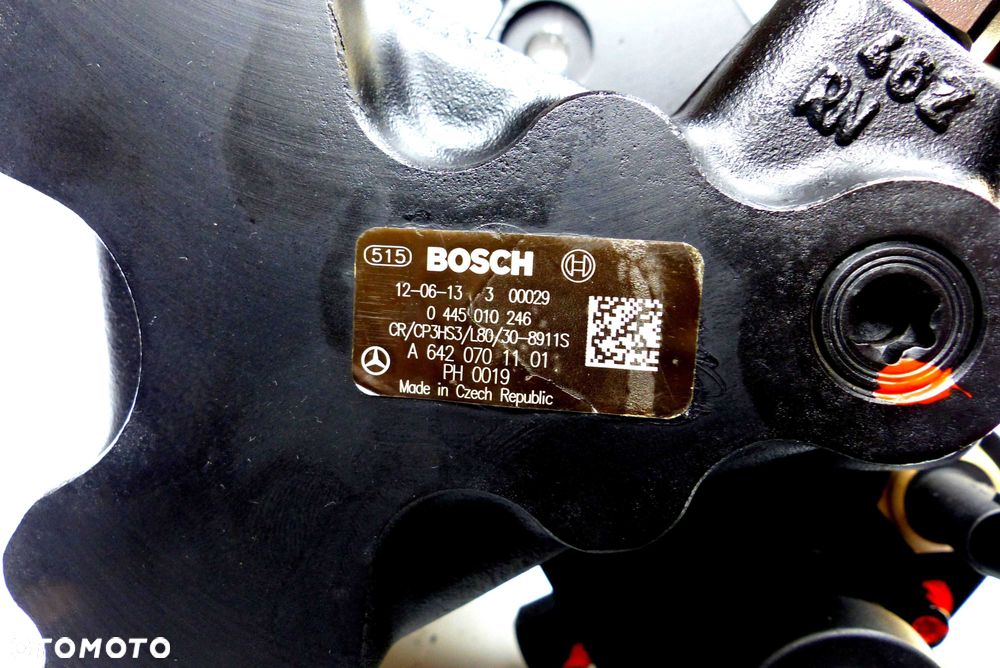 46Z
RN
515 BOSCH H
12-06-13 3 00029
0 445 010 246
CR/CP3HS3/L80/30-8911S
A 642 070 11 01
PH 0019
Made in Czech Republic
OTOMOTO